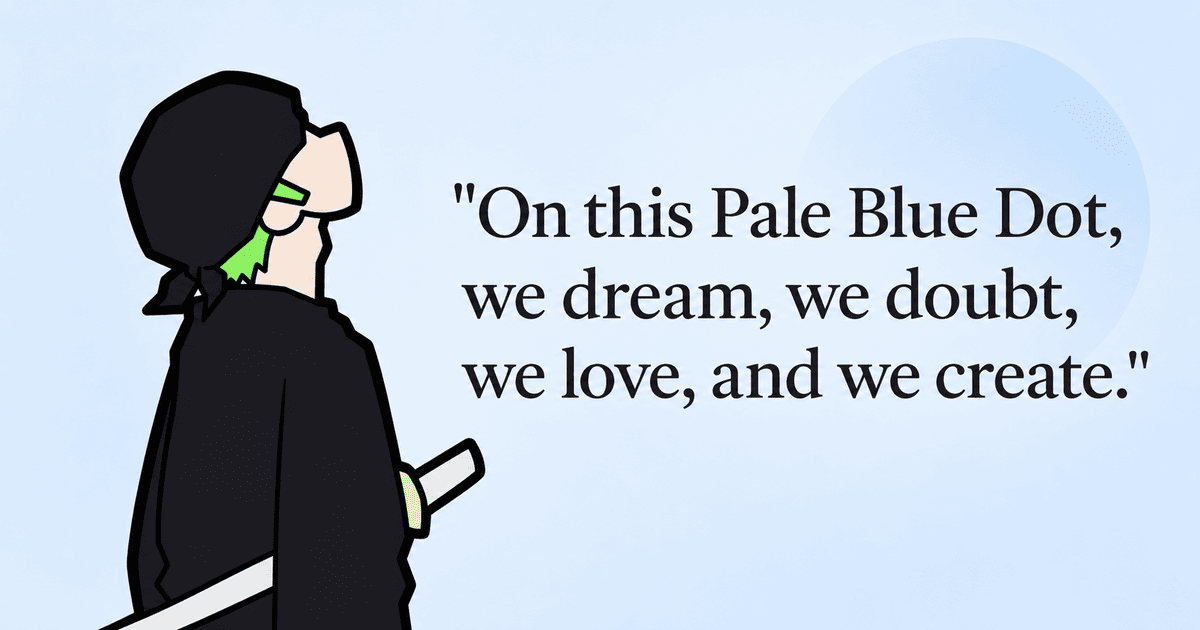 "On this Pale Blue Dot,
we dream, we doubt,
we love, and we create."